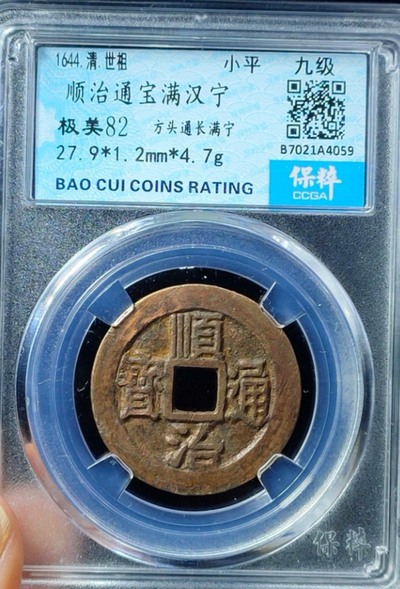 1644.清.世祖 小平 九级
顺治通宝满汉宁
极美82 方头通长满宁
27.9*1.2mm*4.7g B7021A4059
BAO CUI COINS RATING 保粹
CCGA
順
寳 通
治
保粹